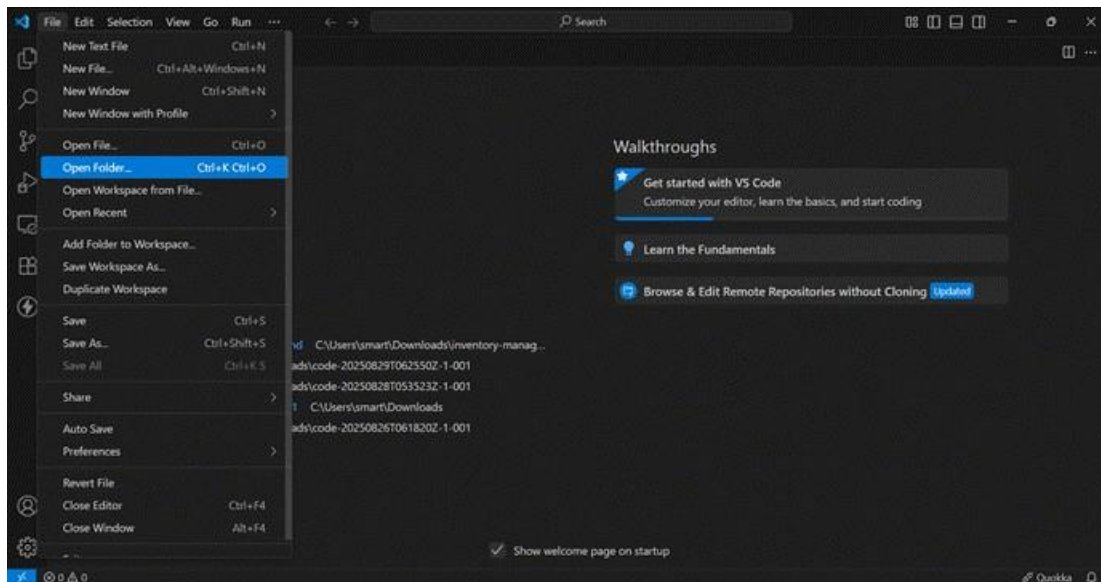 File Edit Selection View Go Run ... Search
New Text File Ctrl+N
New File... Ctrl+Alt+Windows+N
New Window Ctrl+Shift+N
New Window with Profile
Open File... Ctrl+O
Open Folder... Ctrl+K Ctrl+O
Open Workspace from File...
Open Recent
Add Folder to Workspace...
Save Workspace As...
Duplicate Workspace
Save Ctrl+S
Save As... Ctrl+Shift+S
Save All Ctrl+K S
Share
Auto Save
Preferences
Revert File
Close Editor Ctrl+F4
Close Window Alt+F4
Walkthroughs
Get started with VS Code
Customize your editor, learn the basics, and start coding
Learn the Fundamentals
Browse & Edit Remote Repositories without Cloning Updated
nd C:\Users\smart\Downloads\inventory-manag...
ads\code-20250829T062550Z-1-001
ads\code-20250828T053523Z-1-001
1 C:\Users\smart\Downloads
ads\code-20250826T061820Z-1-001
Show welcome page on startup
0 0 Quokka